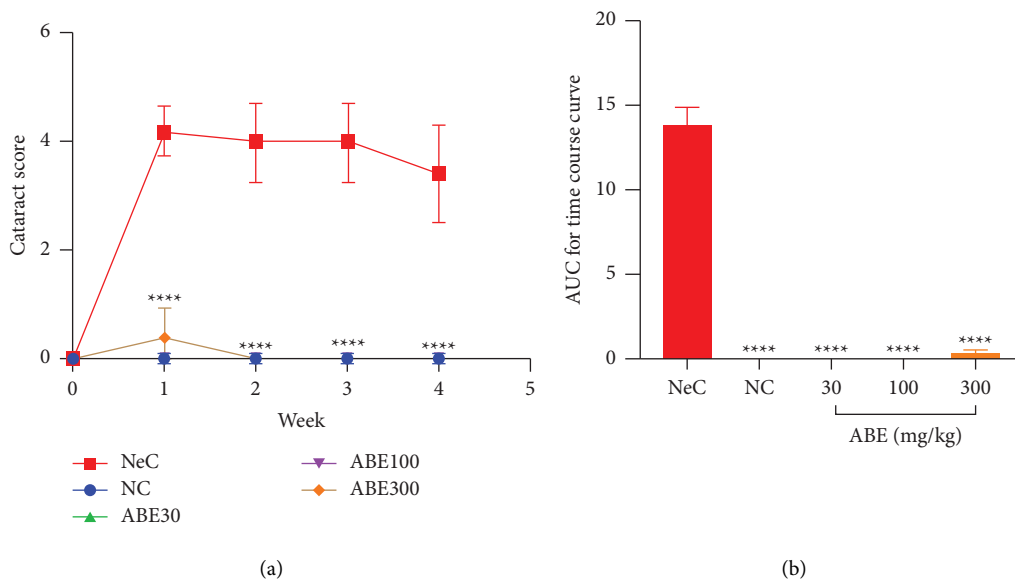 6
4
2
0
Cataract score
****
****
****
****
0
1
2
3
4
5
Week
NeC
NC
ABE30
ABE100
ABE300
(a)
20
15
10
5
0
AUC for time course curve
****
****
****
****
NeC
NC
30
100
300
ABE (mg/kg)
(b)